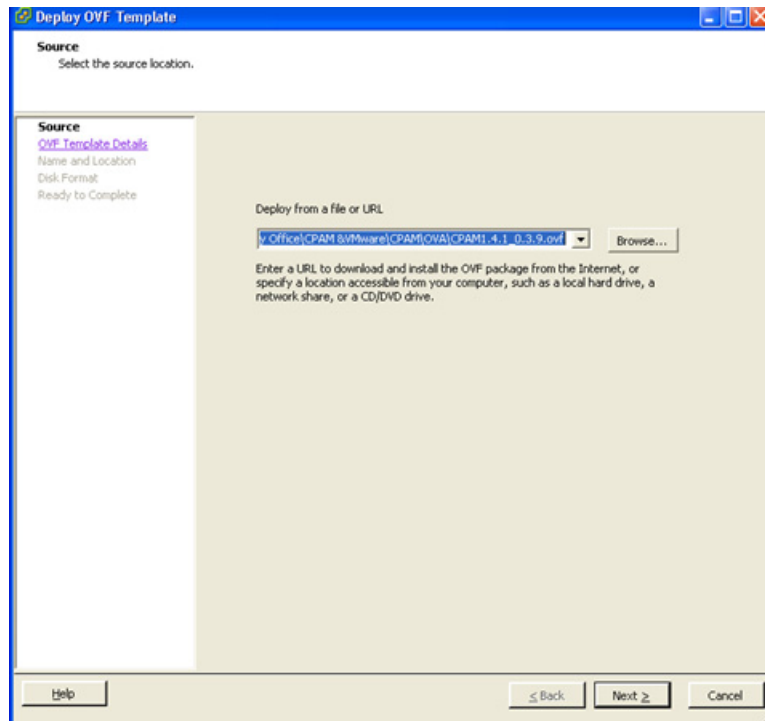 Deploy OVF Template
Source
Select the source location.
Source
OVF Template Details
Name and Location
Disk Format
Ready to Complete
Deploy from a file or URL
y Office\CPAM &VMware\CPAM\OVA\CPAM1.4.1_0.3.9.ovf
Browse...
Enter a URL to download and install the OVF package from the Internet, or
specify a location accessible from your computer, such as a local hard drive, a
network share, or a CD/DVD drive.
Help
≤ Back
Next ≥
Cancel